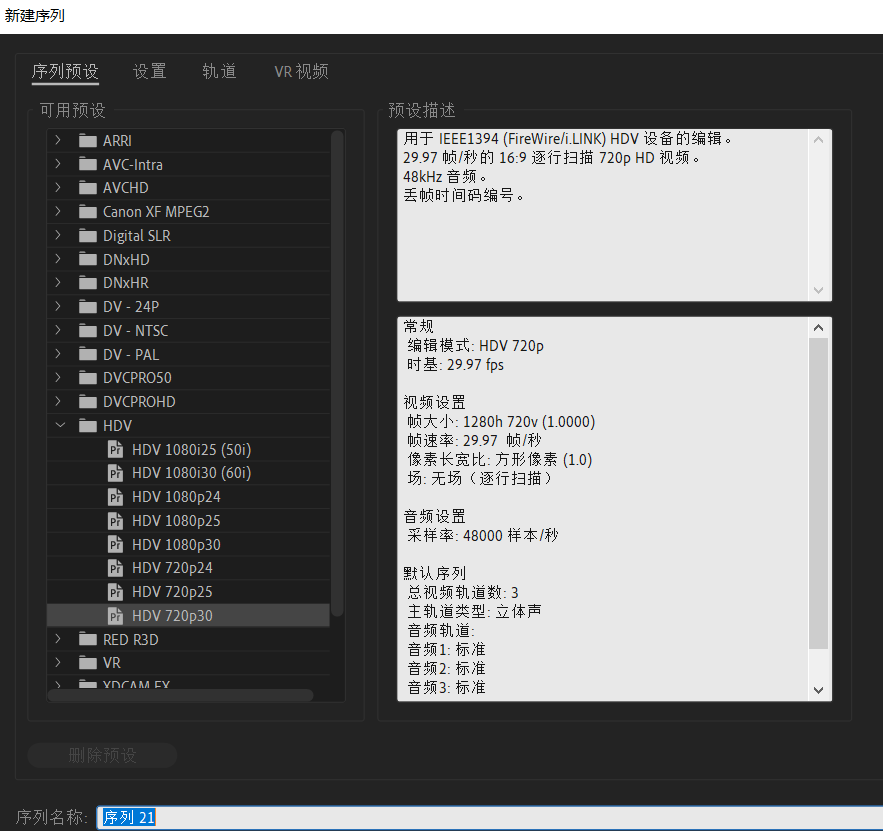 新建序列
序列预设 设置 轨道 VR 视频
可用预设
ARRI
AVC-Intra
AVCHD
Canon XF MPEG2
Digital SLR
DNxHD
DNxHR
DV - 24P
DV - NTSC
DV - PAL
DVCPRO50
DVCPROHD
HDV
HDV 1080i25 (50i)
HDV 1080i30 (60i)
HDV 1080p24
HDV 1080p25
HDV 1080p30
HDV 720p24
HDV 720p25
HDV 720p30
RED R3D
VR
XDCAM EX
删除预设
预设描述
用于 IEEE1394 (FireWire/i.LINK) HDV 设备的编辑。
29.97 帧/秒的 16:9 逐行扫描 720p HD 视频。
48kHz 音频。
丢帧时间码编号。
常规
编辑模式: HDV 720p
时基: 29.97 fps
视频设置
帧大小: 1280h 720v (1.0000)
帧速率: 29.97 帧/秒
像素长宽比: 方形像素 (1.0)
场: 无场（逐行扫描）
音频设置
采样率: 48000 样本/秒
默认序列
总视频轨道数: 3
主轨道类型: 立体声
音频轨道:
音频1: 标准
音频2: 标准
音频3: 标准
序列名称: 序列 21